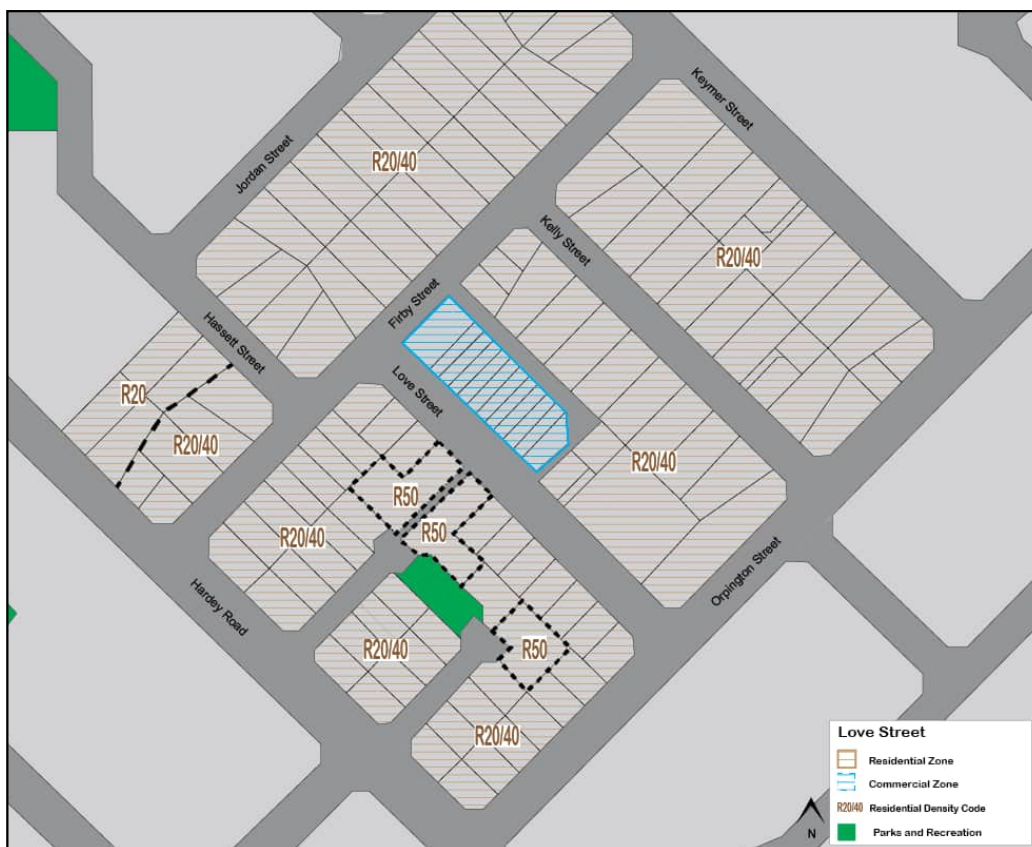 Keymer Street
Jordan Street
R20/40
Kelly Street
R20/40
Firby Street
Hassett Street
Love Street
R20
R20/40
R20/40
R50
R50
R20/40
Orpington Street
Hardey Road
R20/40
R50
R20/40
Love Street
Residential Zone
Commercial Zone
R20/40 Residential Density Code
Parks and Recreation
N